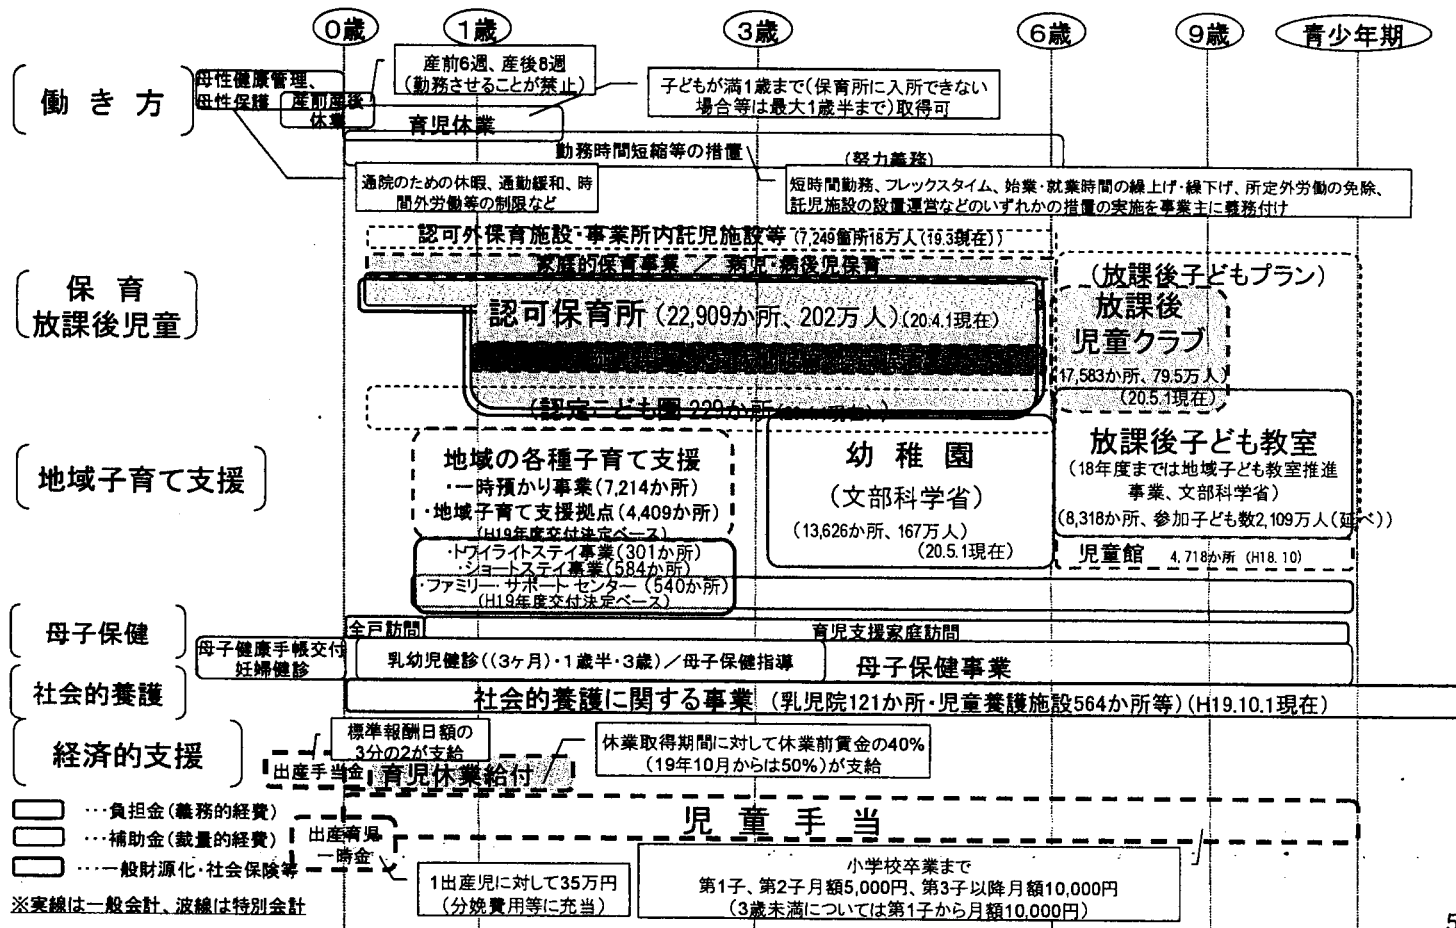 0歳
1歳
3歳
6歳
9歳
青少年期
働き方
母性健康管理、
母性保護
産前産後
休業
産前6週、産後8週
(勤務させることが禁止)
育児休業
子どもが満1歳まで(保育所に入所できない
場合等は最大1歳半まで)取得可
勤務時間短縮等の措置
(努力義務)
通院のための休暇、通勤緩和、時
間外労働等の制限など
短時間勤務、フレックスタイム、始業・就業時間の繰上げ・繰下げ、所定外労働の免除、
託児施設の設置運営などのいずれかの措置の実施を事業主に義務付け
保育
放課後児童
認可外保育施設・事業所内託児施設等(7,249箇所18万人(19.3現在))
家庭的保育事業 / 病児・病後児保育
認可保育所(22,909か所、202万人)(20.4.1現在)
(認定こども園 229か所
(放課後子どもプラン)
放課後
児童クラブ
17,583か所、79.5万人)
(20.5.1現在)
地域子育て支援
地域の各種子育て支援
・一時預かり事業(7,214か所)
・地域子育て支援拠点(4,409か所)
(H19年度交付決定ベース)
・トワイライトステイ事業(301か所)
・ショートステイ事業(584か所)
・ファミリー・サポートセンター(540か所)
(H19年度交付決定ベース)
幼稚園
(文部科学省)
(13,626か所、167万人)
(20.5.1現在)
放課後子ども教室
(18年度までは地域子ども教室推進
事業、文部科学省)
(8,318か所、参加子ども数2,109万人(延べ))
児童館 4,718か所 (H18.10)
母子保健
全戸訪問
育児支援家庭訪問
母子健康手帳交付
妊婦健診
乳幼児健診((3ヶ月)・1歳半・3歳)/母子保健指導
母子保健事業
社会的養護
社会的養護に関する事業 (乳児院121か所・児童養護施設564か所等)(H19.10.1現在)
経済的支援
標準報酬日額の
3分の2が支給
出産手当金
育児休業給付
休業取得期間に対して休業前賃金の40%
(19年10月からは50%)が支給
児童手当
出産育児
一時金
1出産児に対して35万円
(分娩費用等に充当)
小学校卒業まで
第1子、第2子月額5,000円、第3子以降月額10,000円
(3歳未満については第1子から月額10,000円)
…負担金(義務的経費)
…補助金(裁量的経費)
…一般財源化・社会保険等
※実線は一般会計、波線は特別会計
5